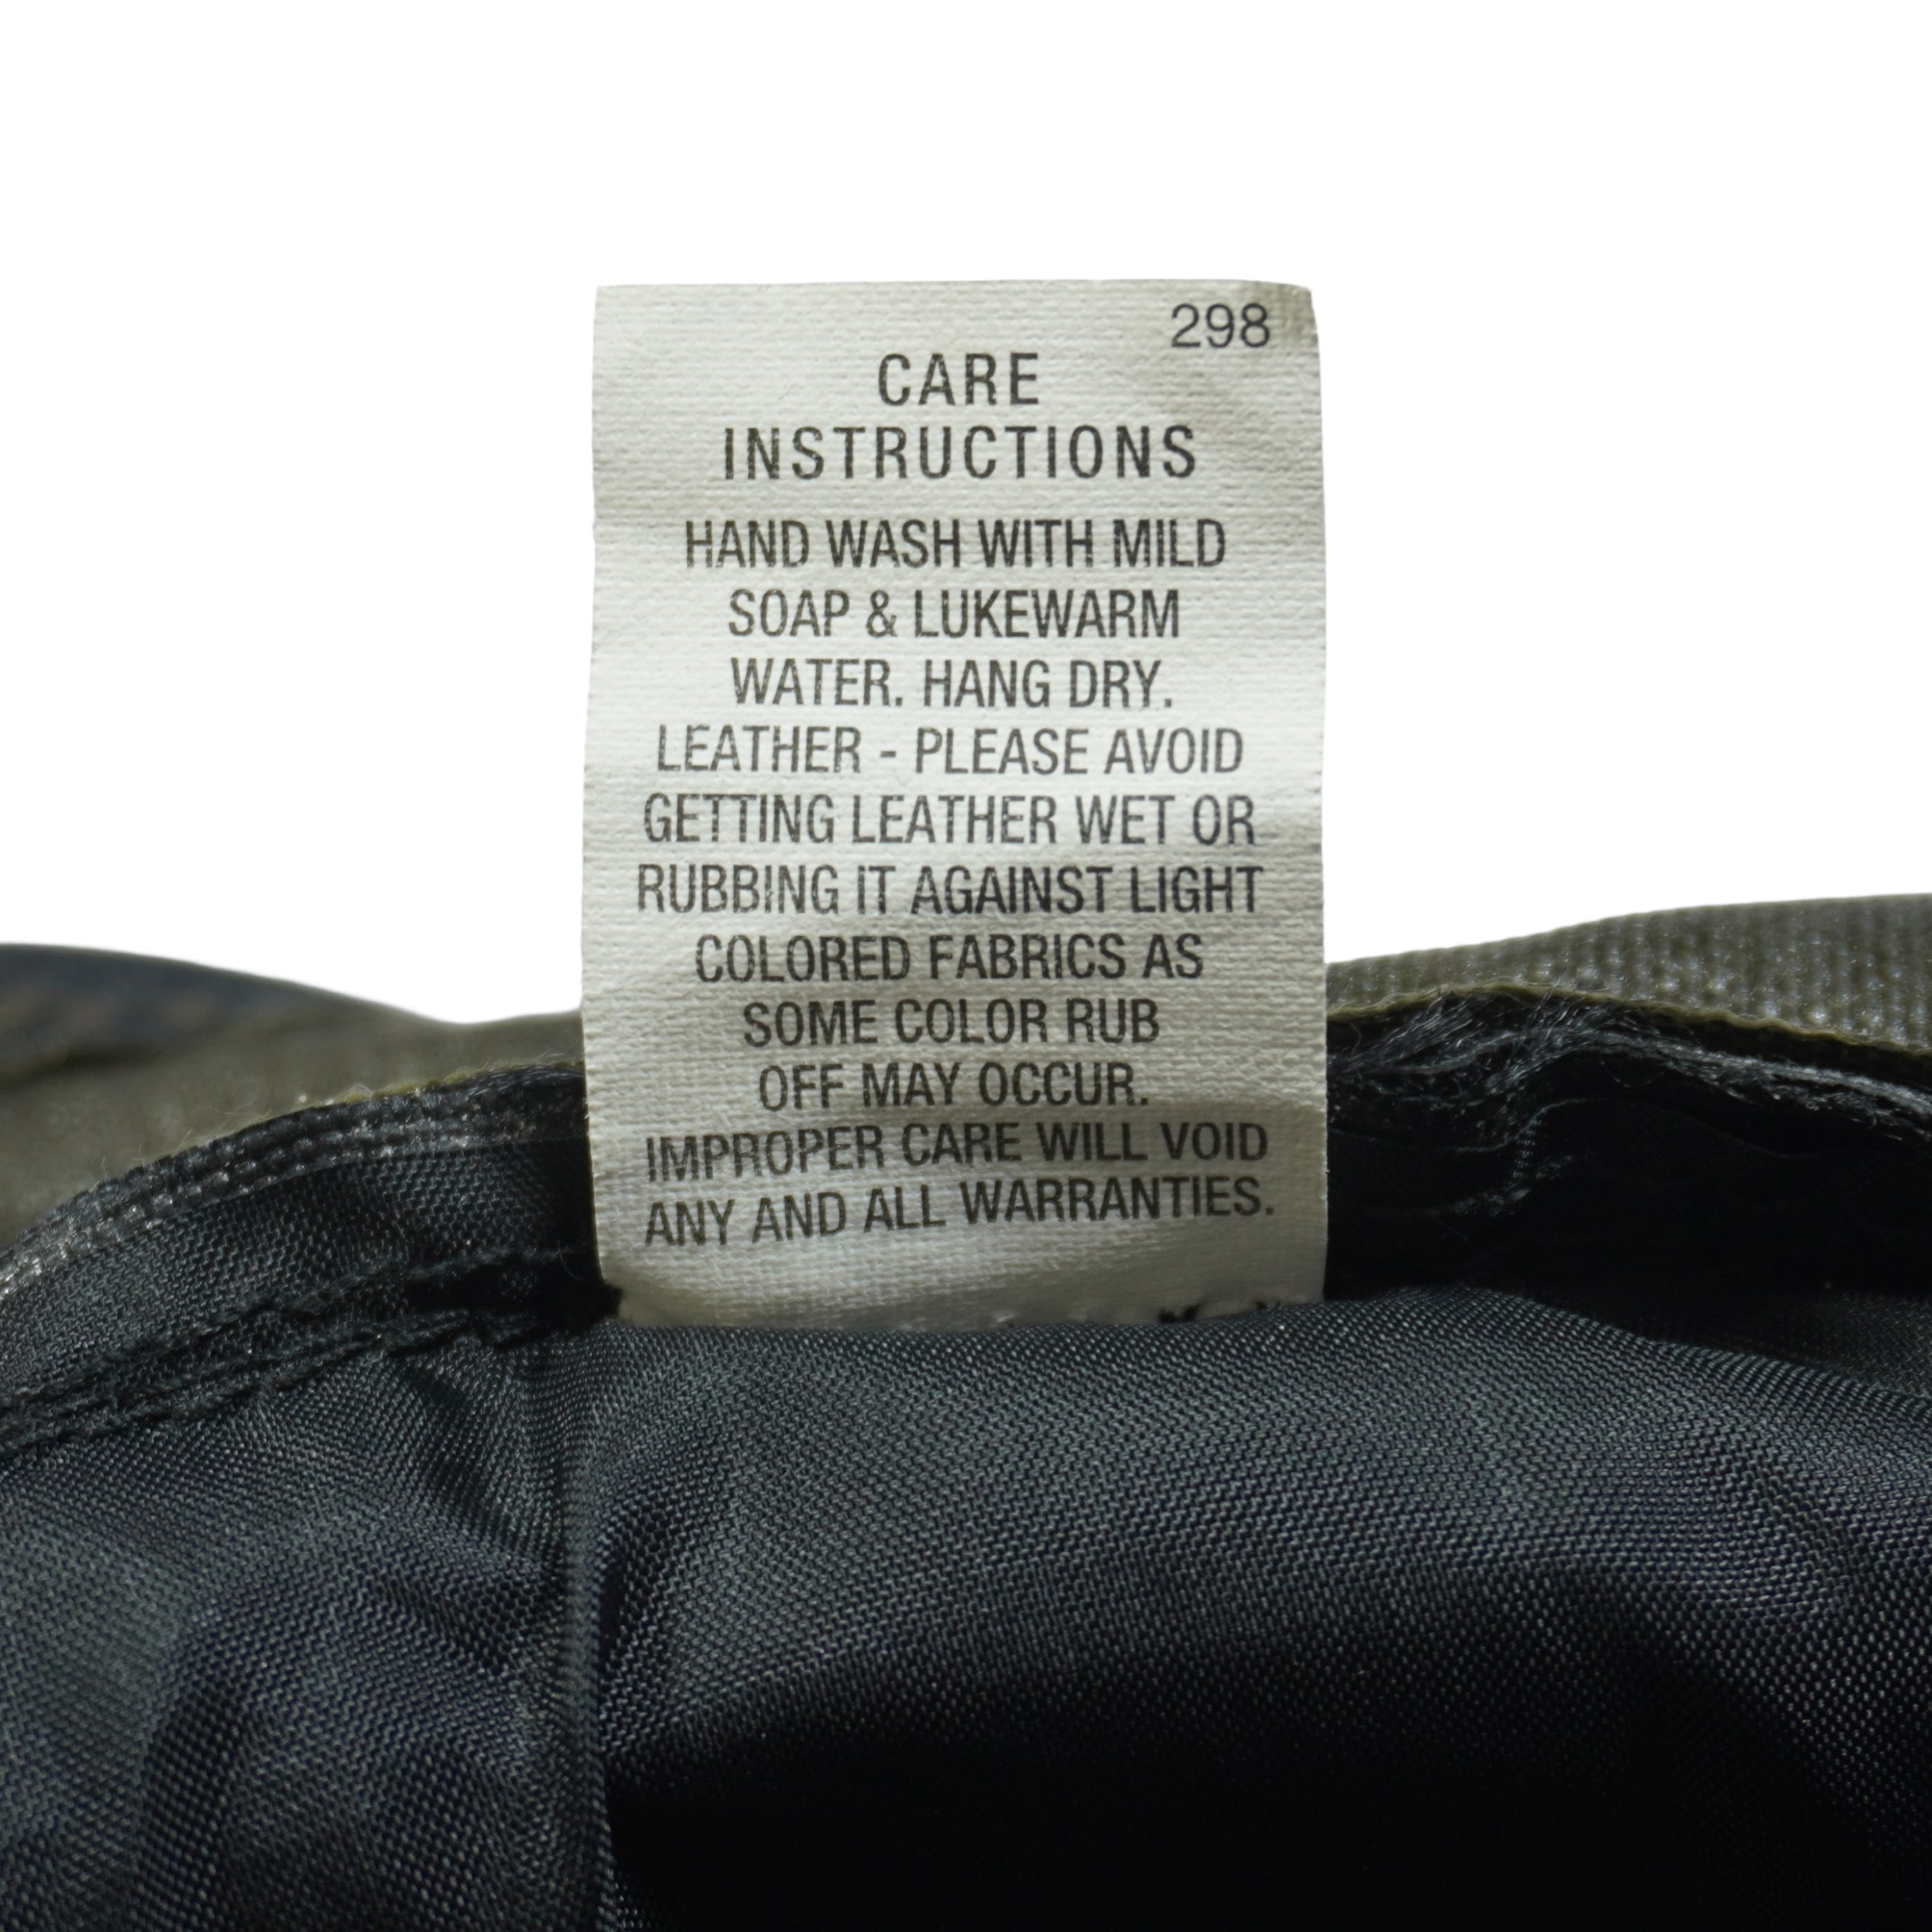 298
CARE
INSTRUCTIONS
HAND WASH WITH MILD
SOAP & LUKEWARM
WATER. HANG DRY.
LEATHER - PLEASE AVOID
GETTING LEATHER WET OR
RUBBING IT AGAINST LIGHT
COLORED FABRICS AS
SOME COLOR RUB
OFF MAY OCCUR.
IMPROPER CARE WILL VOID
ANY AND ALL WARRANTIES.